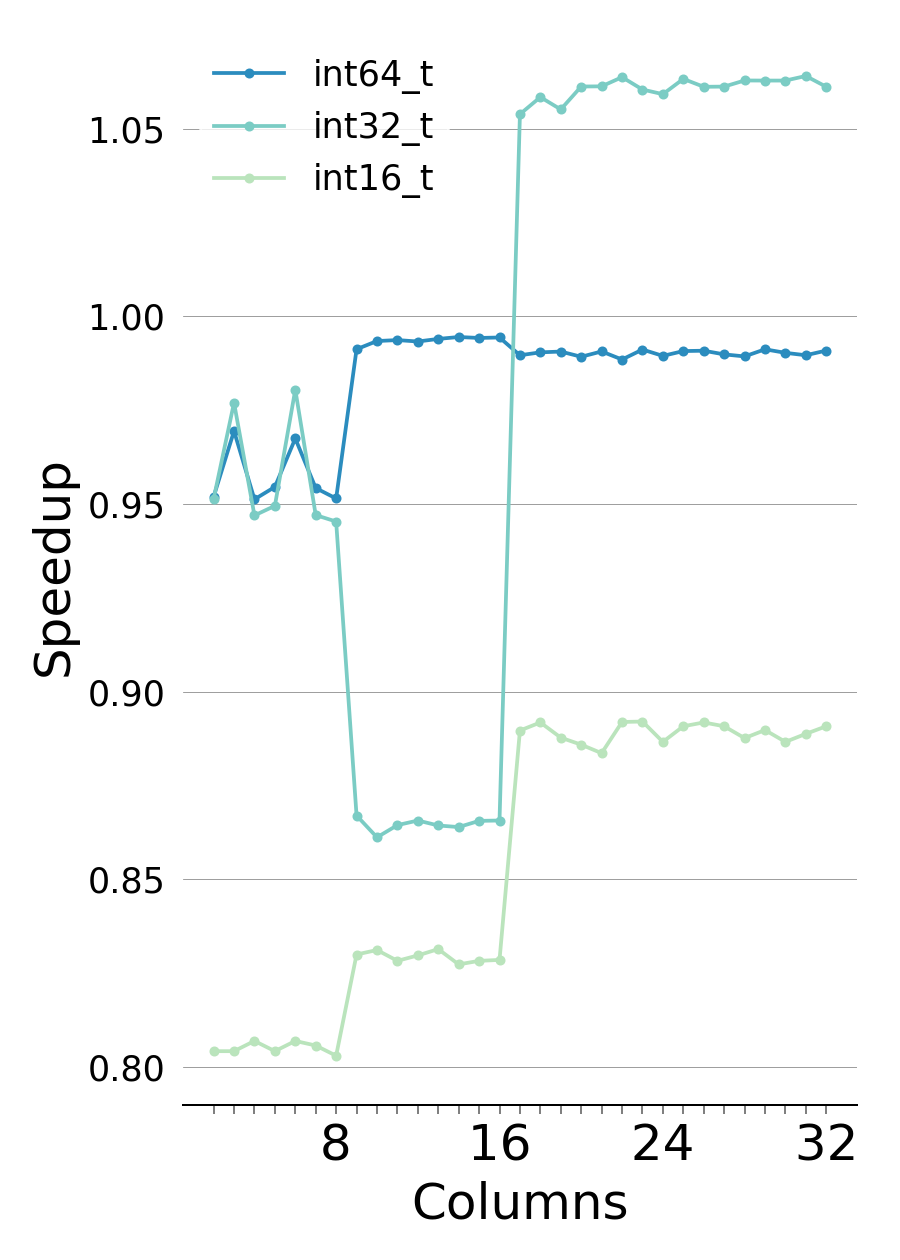 int64_t
int32_t
int16_t
1.05
1.00
0.95
0.90
0.85
0.80
Speedup
8 16 24 32
Columns